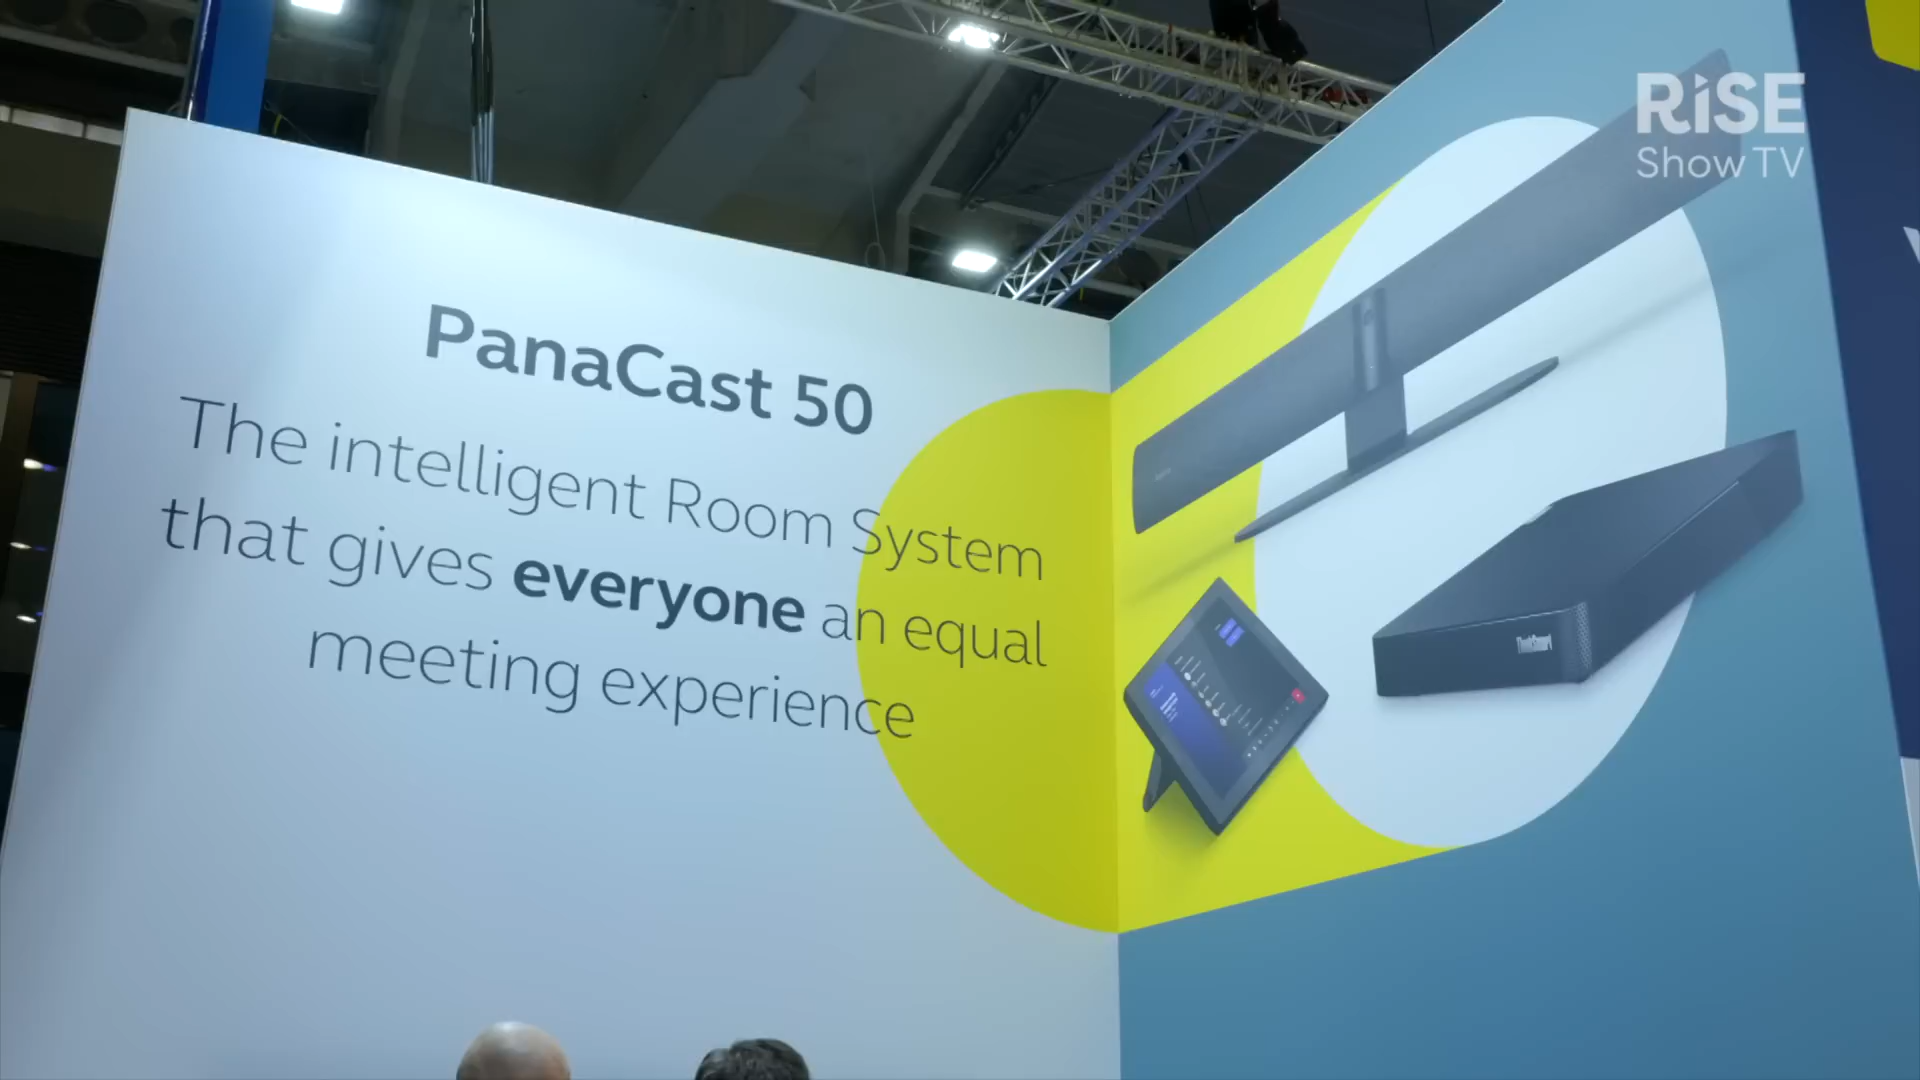 RiSE
Show TV
PanaCast 50
The intelligent Room System
that gives everyone an equal
meeting experience
ThinkSmart